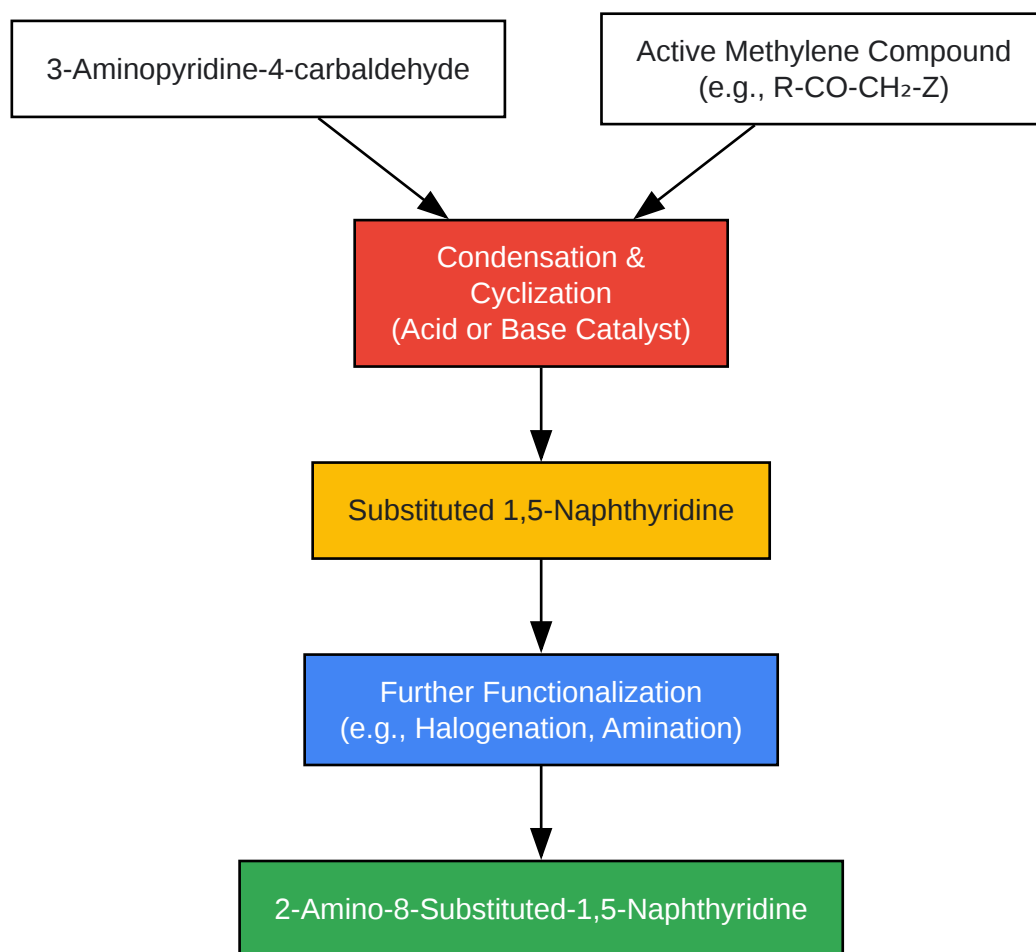 3-Aminopyridine-4-carbaldehyde
Active Methylene Compound
(e.g., R-CO-CH₂-Z)
Condensation &
Cyclization
(Acid or Base Catalyst)
Substituted 1,5-Naphthyridine
Further Functionalization
(e.g., Halogenation, Amination)
2-Amino-8-Substituted-1,5-Naphthyridine